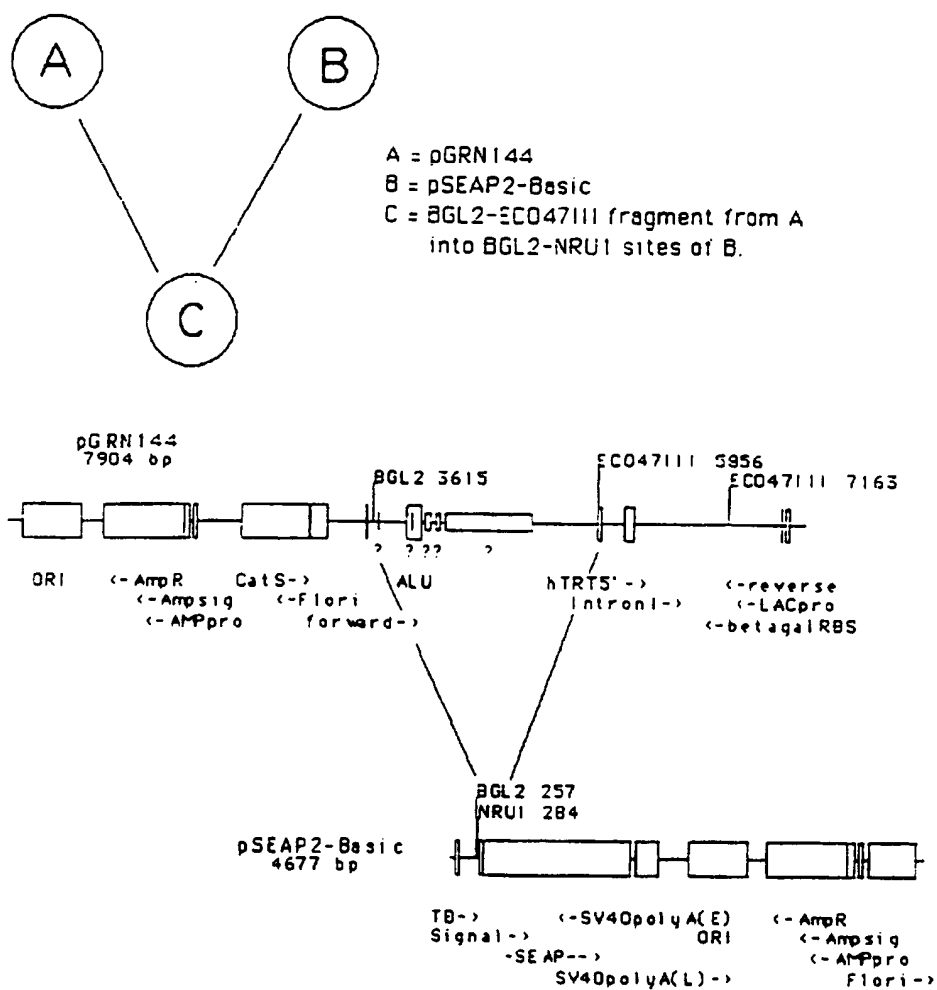 A
B
C
A = pGRN144
B = pSEAP2-Basic
C = BGL2-ECO47III fragment from A
into BGL2-NRU1 sites of B.
pGRN144
7904 bp
BGL2 3615
ECO47III 5956
ECO47III 7163
? ? ?? ?
ORI <-AmpR CatS-> ALU hTRT5'-> <-reverse
<-Ampsig <-F1ori Intron1-> <-LACpro
<-AMPpro forward-> <-betagalRBS
BGL2 257
NRU1 284
pSEAP2-Basic
4677 bp
TB-> <-SV40polyA(E) <-AmpR
Signal-> ORI <-Ampsig
-SEAP--> <-AMPpro
SV40polyA(L)-> F1ori->